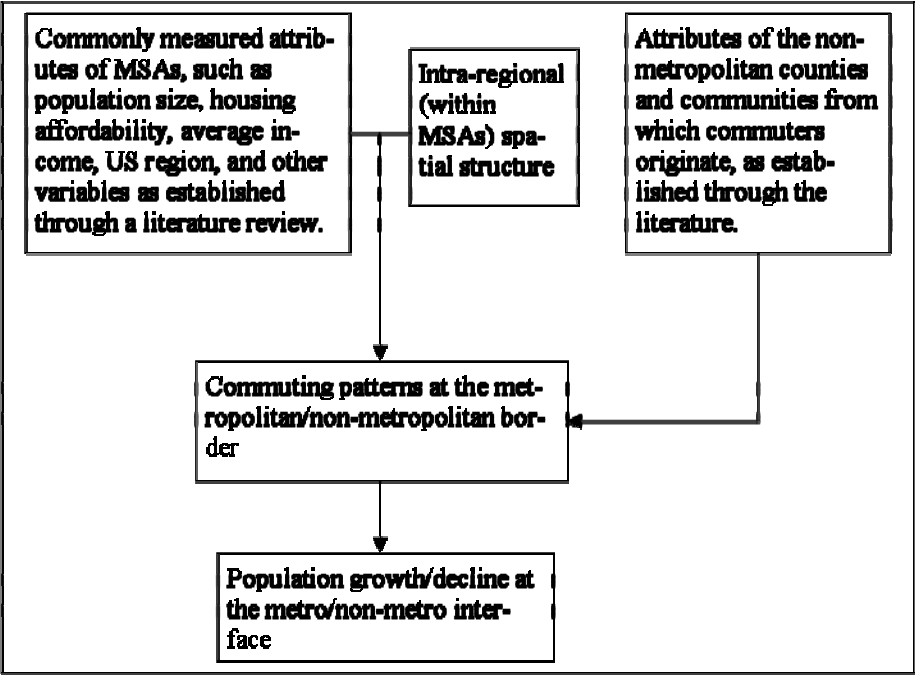 Commonly measured attrib-
utes of MSAs, such as
population size, housing
affordability, average in-
come, US region, and other
variables as established
through a literature review.
Intra-regional
(within
MSAs) spa-
tial structure
Attributes of the non-
metropolitan counties
and communities from
which commuters
originate, as estab-
lished through the
literature.
Commuting patterns at the met-
ropolitan/non-metropolitan bor-
der
Population growth/decline at
the metro/non-metro inter-
face